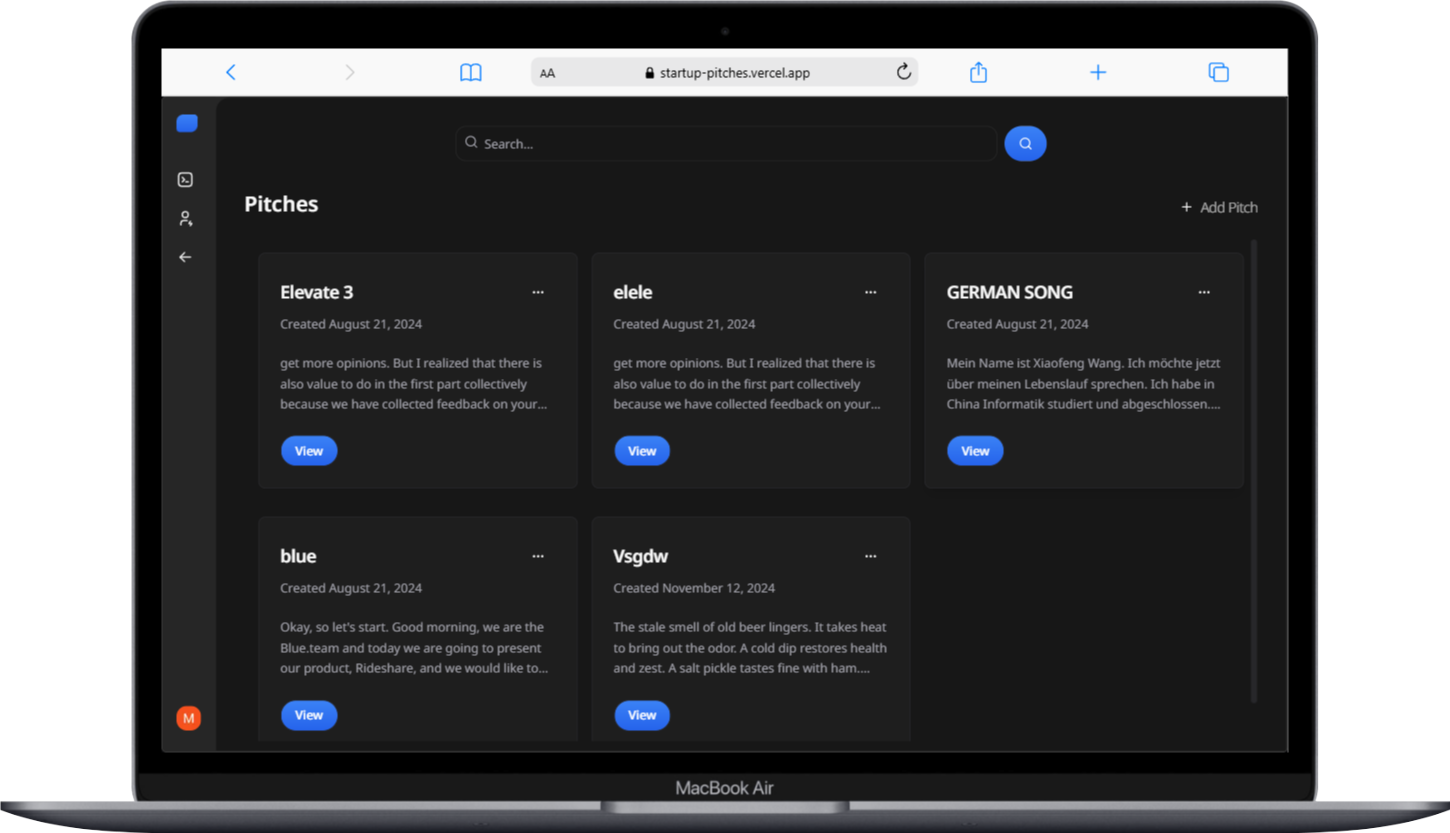 AA startup-pitches.vercel.app
Search...
Pitches
+ Add Pitch
Elevate 3 ...
Created August 21, 2024
get more opinions. But I realized that there is
also value to do in the first part collectively
because we have collected feedback on your...
View
elele ...
Created August 21, 2024
get more opinions. But I realized that there is
also value to do in the first part collectively
because we have collected feedback on your...
View
GERMAN SONG ...
Created August 21, 2024
Mein Name ist Xiaofeng Wang. Ich möchte jetzt
über meinen Lebenslauf sprechen. Ich habe in
China Informatik studiert und abgeschlossen....
View
blue ...
Created August 21, 2024
Okay, so let's start. Good morning, we are the
Blue.team and today we are going to present
our product, Rideshare, and we would like to...
View
Vsgdw ...
Created November 12, 2024
The stale smell of old beer lingers. It takes heat
to bring out the odor. A cold dip restores health
and zest. A salt pickle tastes fine with ham....
View
M
MacBook Air